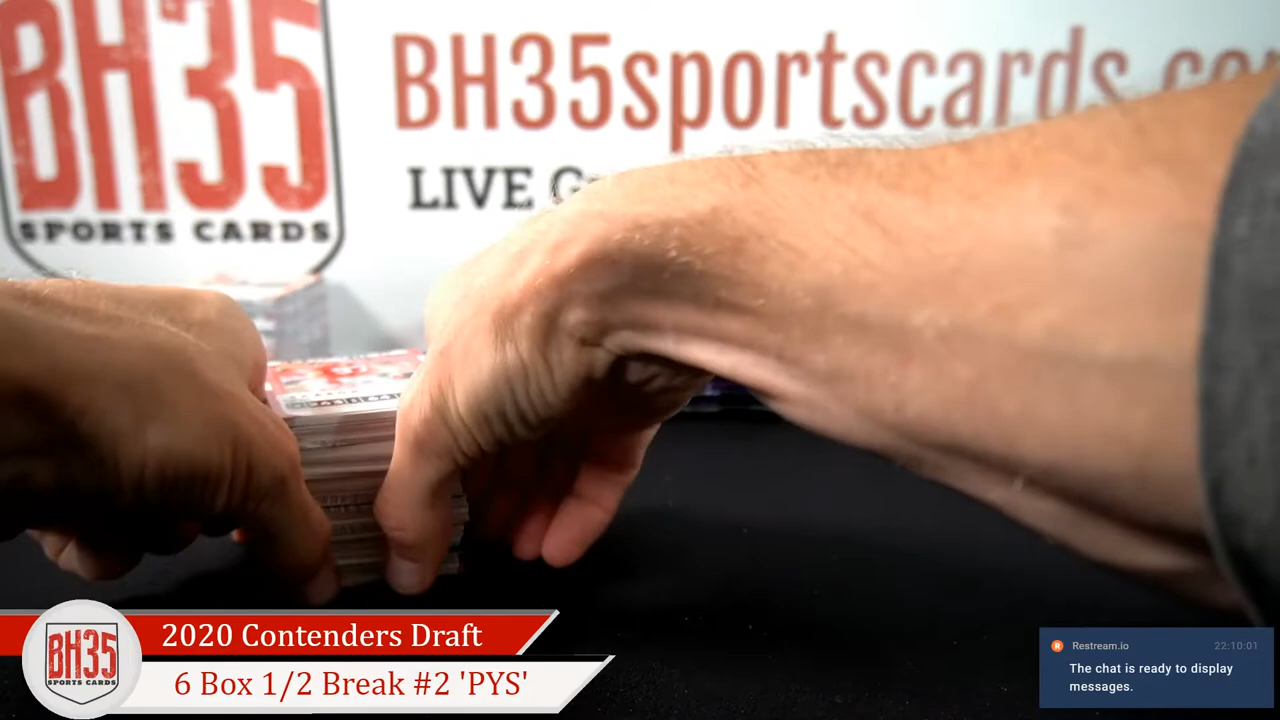 BH35
SPORTS CARDS
BH35sportscards.co
LIVE
2020 Contenders Draft
6 Box 1/2 Break #2 'PYS'
BH35
SPORTS CARDS
Restream.io
22:10:01
The chat is ready to display
messages.